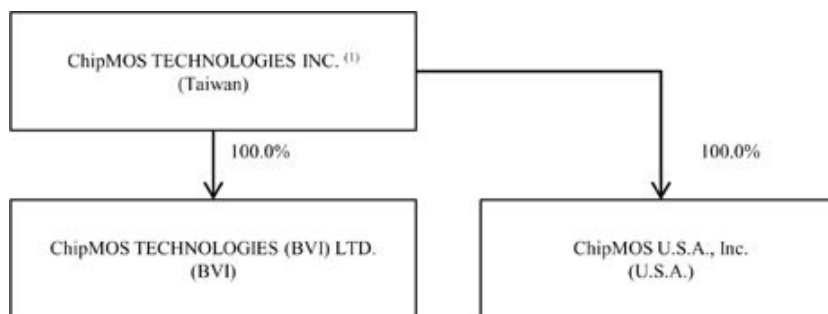 ChipMOS TECHNOLOGIES INC. (1)
(Taiwan)
100.0%
100.0%
ChipMOS TECHNOLOGIES (BVI) LTD.
(BVI)
ChipMOS U.S.A., Inc.
(U.S.A.)